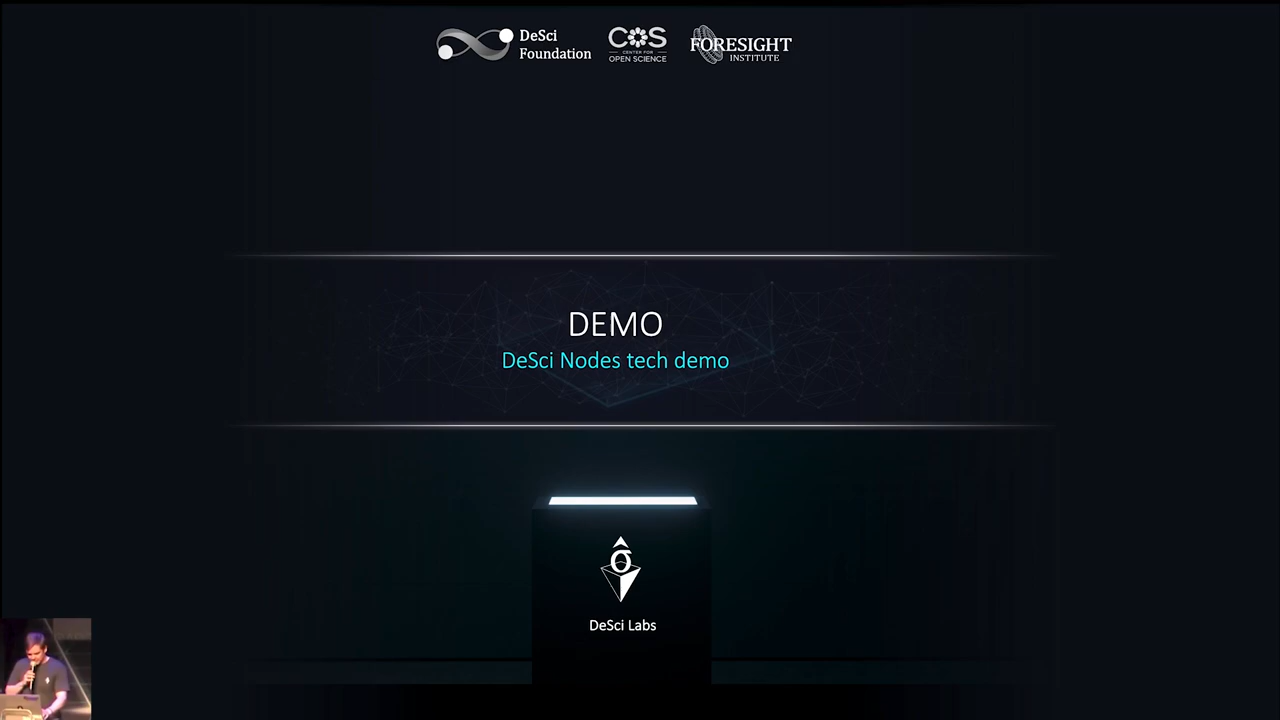 DeSci
Foundation
COS
CENTER FOR
OPEN SCIENCE
FORESIGHT
INSTITUTE
DEMO
DeSci Nodes tech demo
DeSci Labs